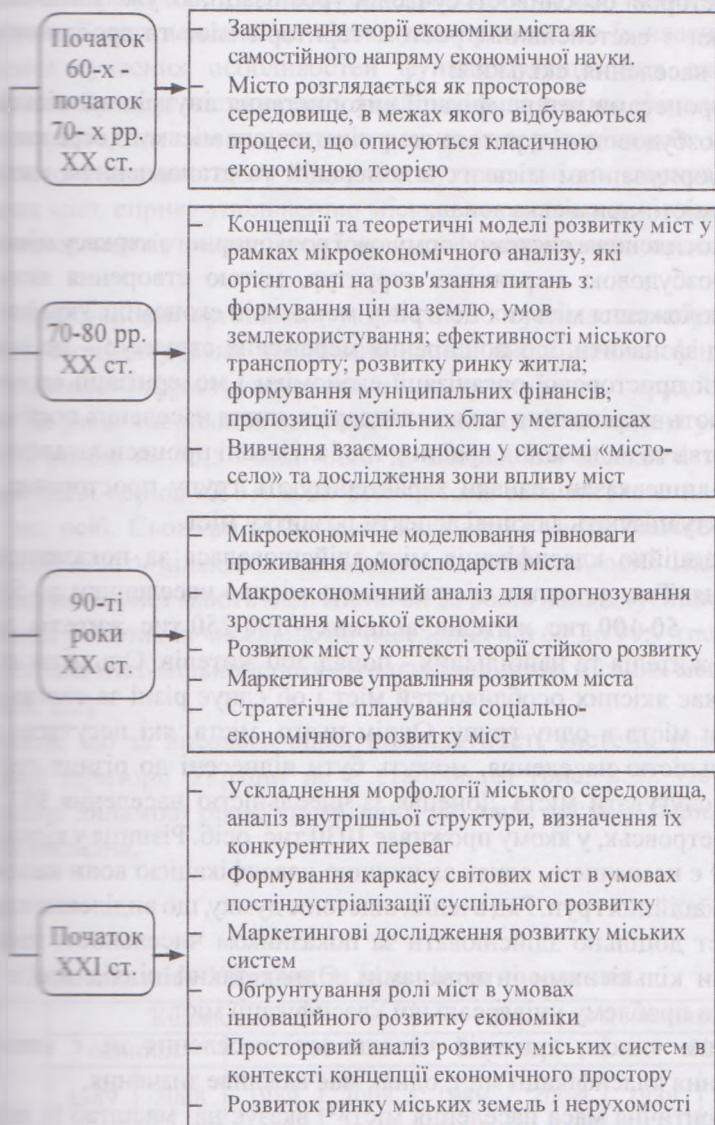 Початок
60-х -
початок
70- х рр.
ХХ ст.
– Закріплення теорії економіки міста як
самостійного напряму економічної науки.
– Місто розглядається як просторове
середовище, в межах якого відбуваються
процеси, що описуються класичною
економічною теорією
70-80 рр.
ХХ ст.
– Концепції та теоретичні моделі розвитку міст у
рамках мікроекономічного аналізу, які
орієнтовані на розв'язання питань з:
формування цін на землю, умов
землекористування; ефективності міського
транспорту; розвитку ринку житла;
формування муніципальних фінансів;
пропозиції суспільних благ у мегаполісах
– Вивчення взаємовідносин у системі «місто-
село» та дослідження зони впливу міст
90-ті
роки
ХХ ст.
– Мікроекономічне моделювання рівноваги
проживання домогосподарств міста
– Макроекономічний аналіз для прогнозування
зростання міської економіки
– Розвиток міст у контексті теорії стійкого розвитку
– Маркетингове управління розвитком міста
– Стратегічне планування соціально-
економічного розвитку міст
Початок
ХХІ ст.
– Ускладнення морфології міського середовища,
аналіз внутрішньої структури, визначення їх
конкурентних переваг
– Формування каркасу світових міст в умовах
постіндустріалізації суспільного розвитку
– Маркетингові дослідження розвитку міських
систем
– Обґрунтування ролі міст в умовах
інноваційного розвитку економіки
– Просторовий аналіз розвитку міських систем в
контексті концепції економічного простору
– Розвиток ринку міських земель і нерухомості